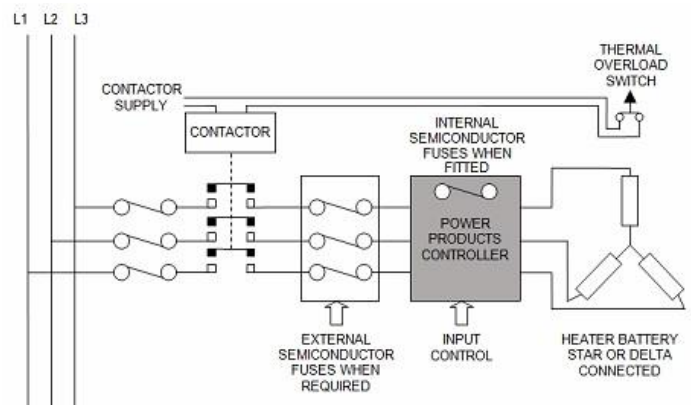 L1 L2 L3
THERMAL
OVERLOAD
SWITCH
CONTACTOR
SUPPLY
CONTACTOR
INTERNAL
SEMICONDUCTOR
FUSES WHEN
FITTED
POWER
PRODUCTS
CONTROLLER
EXTERNAL
SEMICONDUCTOR
FUSES WHEN
REQUIRED
INPUT
CONTROL
HEATER BATTERY
STAR OR DELTA
CONNECTED